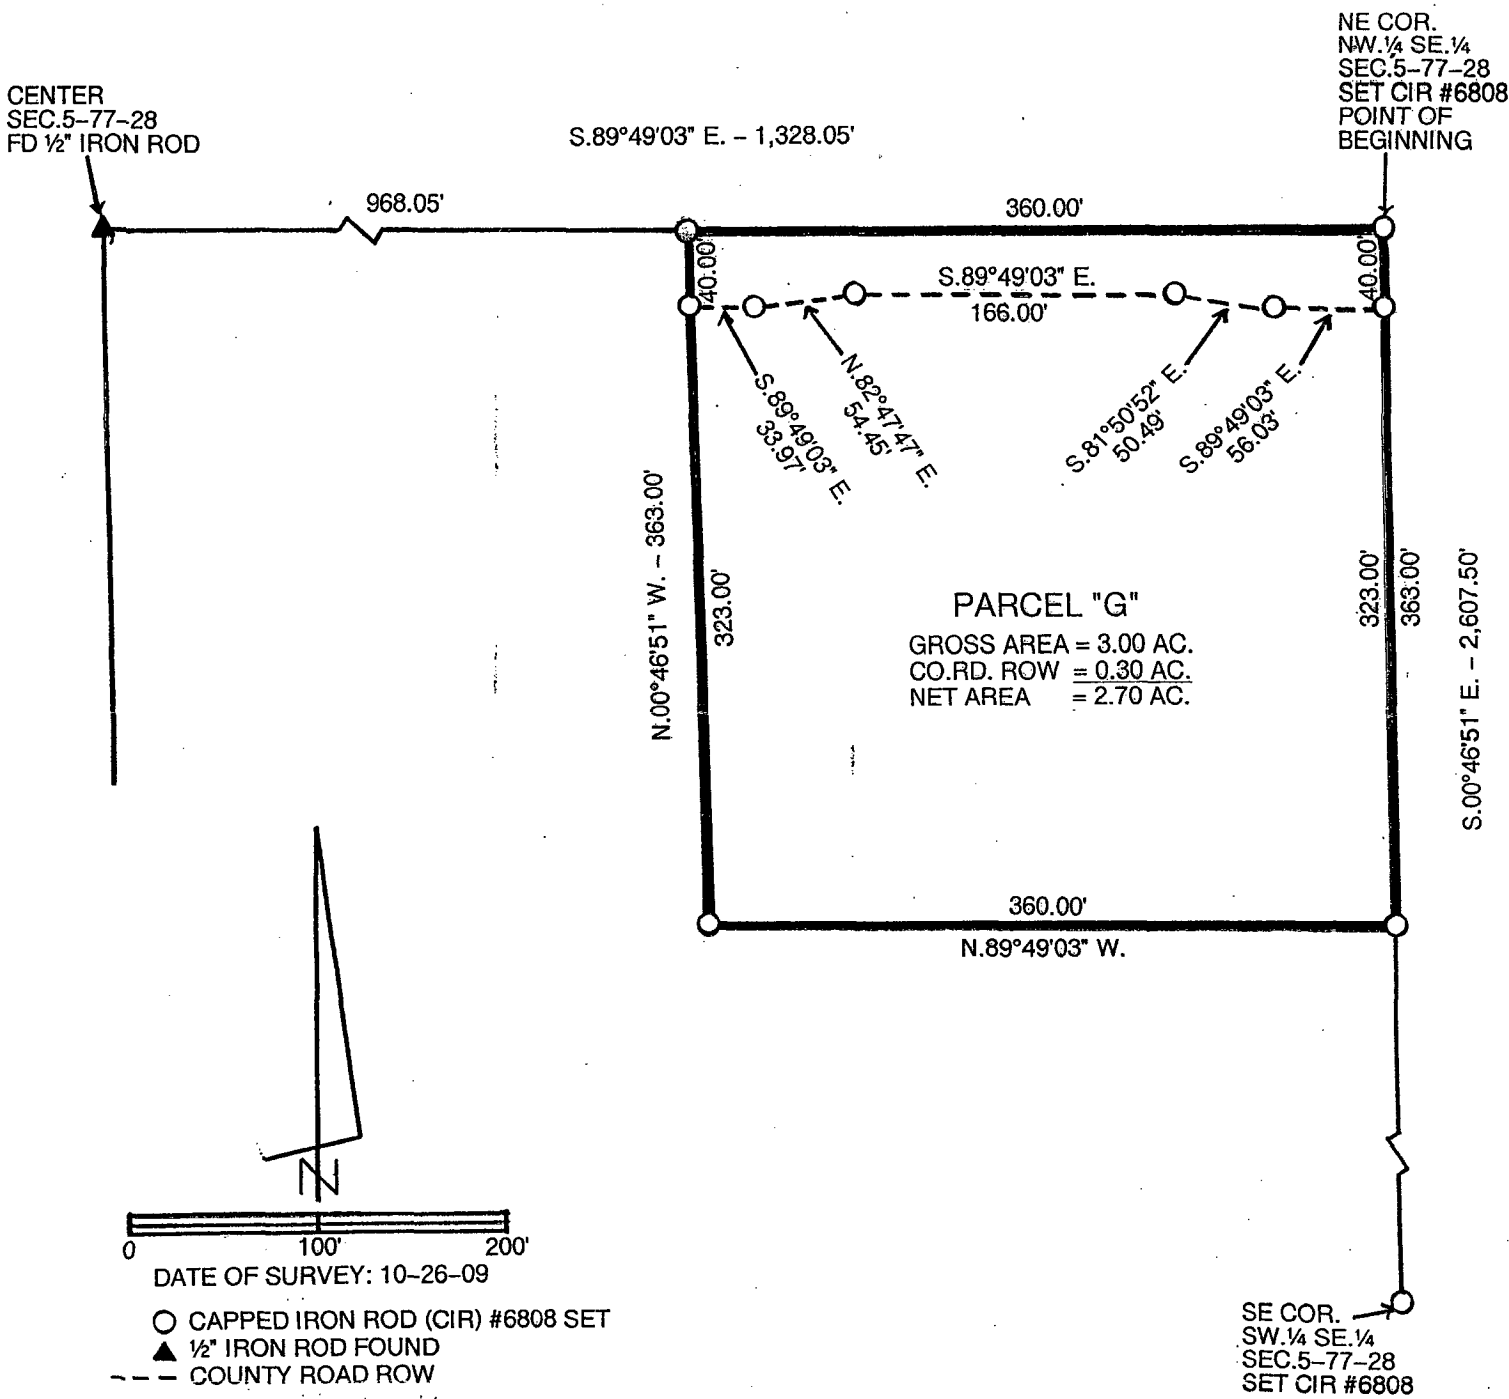 NE COR.
NW.¼ SE.¼
SEC.5-77-28
SET CIR #6808
POINT OF
BEGINNING
CENTER
SEC.5-77-28
FD ½" IRON ROD
S.89°49'03" E. - 1,328.05'
968.05'
360.00'
40.00'
40.00'
S.89°49'03" E.
166.00'
S.89°49'03" E.
33.97'
N.82°47'47" E.
54.45'
S.81°50'52" E.
50.49'
S.89°49'03" E.
56.03'
N.00°46'51" W. - 363.00'
323.00'
323.00'
363.00'
S.00°46'51" E. - 2,607.50'
PARCEL "G"
GROSS AREA = 3.00 AC.
CO.RD. ROW = 0.30 AC.
NET AREA = 2.70 AC.
360.00'
N.89°49'03" W.
N
0 100' 200'
DATE OF SURVEY: 10-26-09
CAPPED IRON ROD (CIR) #6808 SET
½" IRON ROD FOUND
COUNTY ROAD ROW
SE COR.
SW.¼ SE.¼
SEC.5-77-28
SET CIR #6808